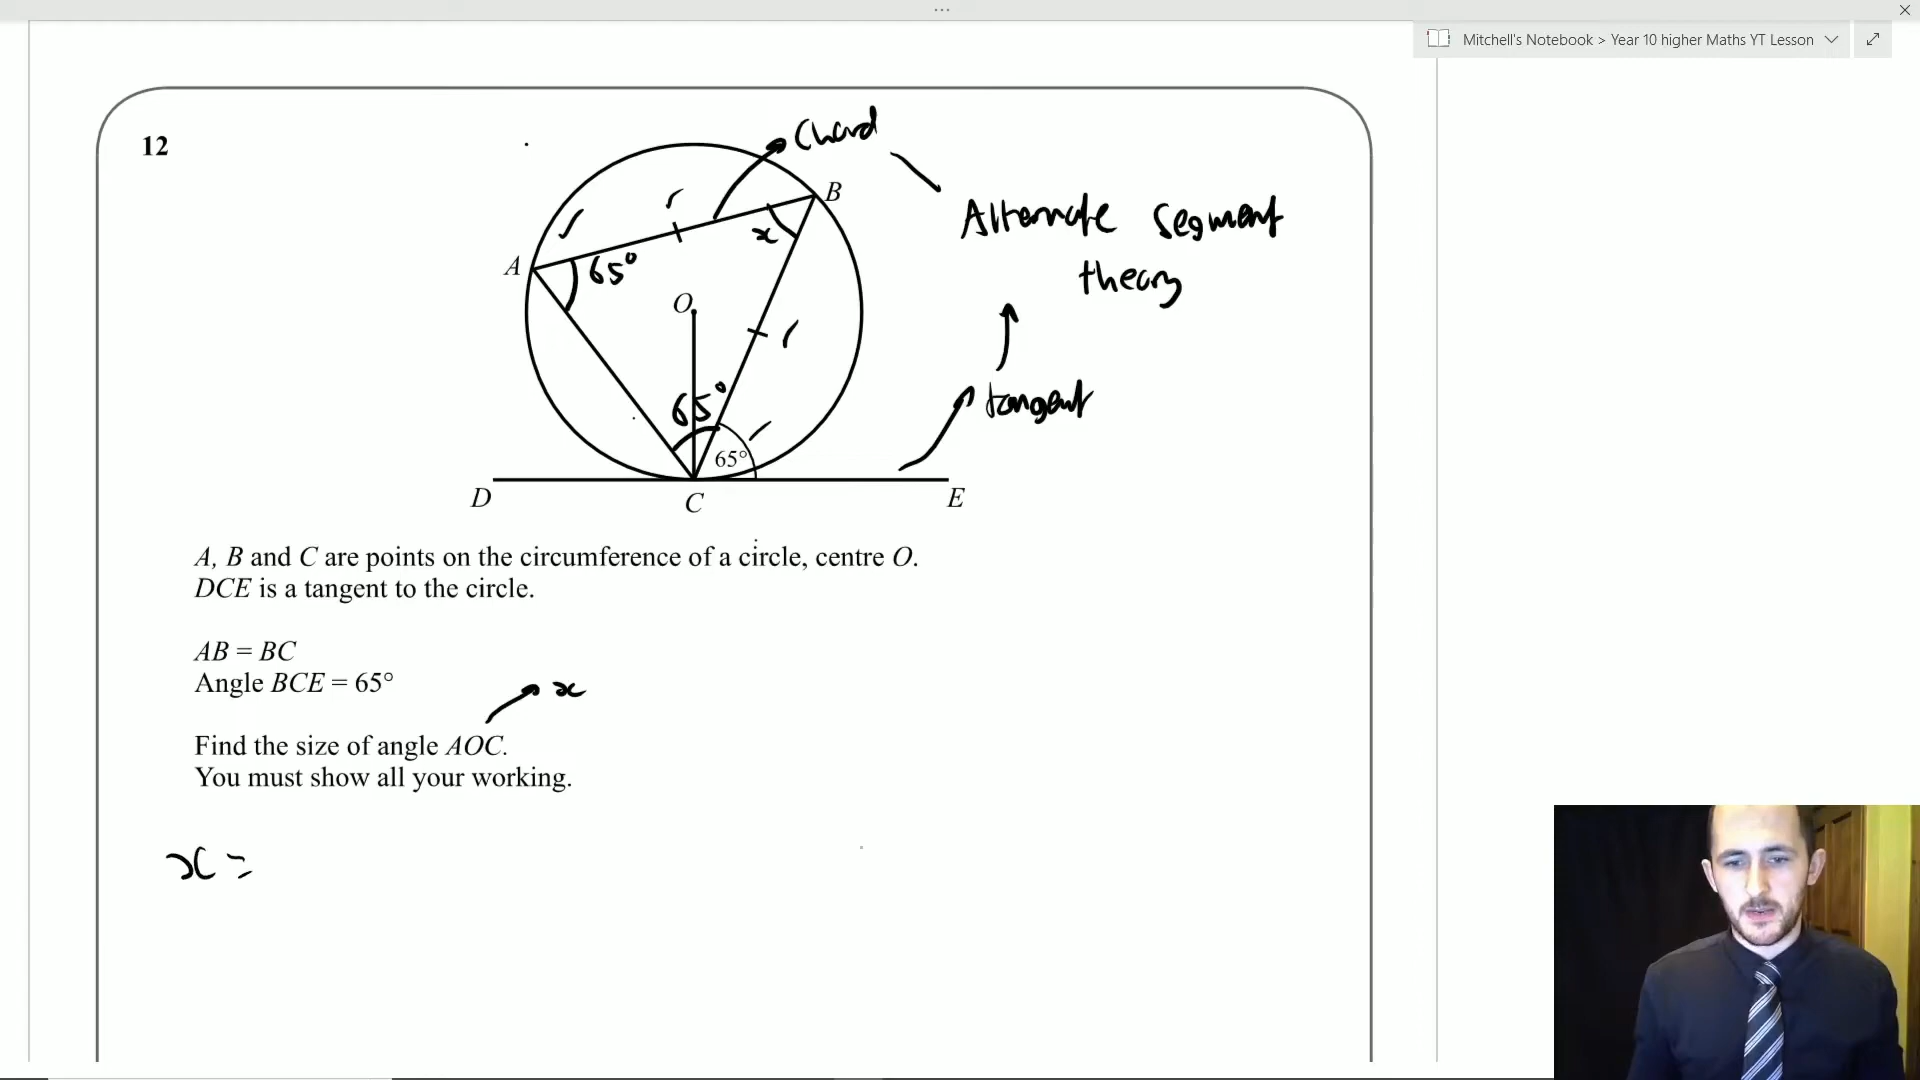 Mitchell's Notebook > Year 10 higher Maths YT Lesson
12
Chord
B
x
A
65°
Alternate segment
theory
O
65°
tangent
65°
D
C
E
A, B and C are points on the circumference of a circle, centre O.
DCE is a tangent to the circle.
AB = BC
Angle BCE = 65°
x
Find the size of angle AOC.
You must show all your working.
x =